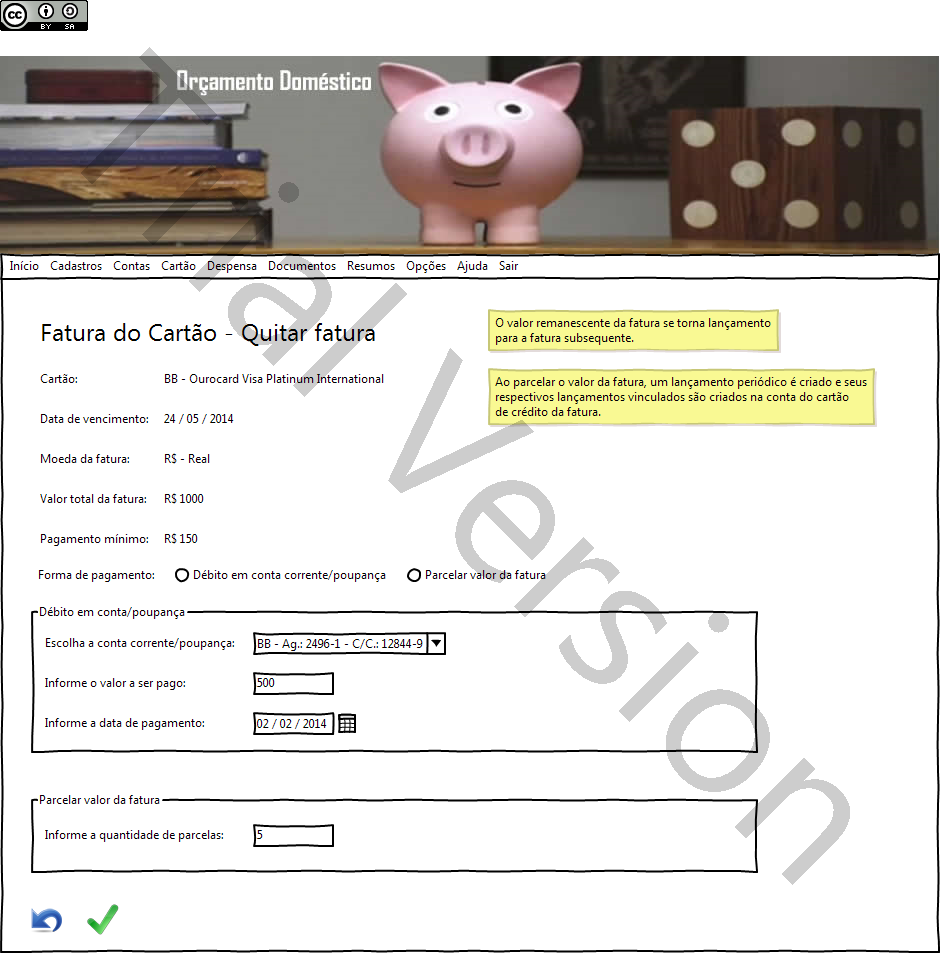 cc
BY SA
Orçamento Doméstico
Início Cadastros Contas Cartão Despensa Documentos Resumos Opções Ajuda Sair
Fatura do Cartão - Quitar fatura
O valor remanescente da fatura se torna lançamento
para a fatura subsequente.
Cartão: BB - Ourocard Visa Platinum International
Ao parcelar o valor da fatura, um lançamento periódico é criado e seus
respectivos lançamentos vinculados são criados na conta do cartão
de crédito da fatura.
Data de vencimento: 24 / 05 / 2014
Moeda da fatura: R$ - Real
Valor total da fatura: R$ 1000
Pagamento mínimo: R$ 150
Forma de pagamento: Débito em conta corrente/poupança Parcelar valor da fatura
Débito em conta/poupança
Escolha a conta corrente/poupança: BB - Ag.: 2496-1 - C/C.: 12844-9
Informe o valor a ser pago: 500
Informe a data de pagamento: 02 / 02 / 2014
Parcelar valor da fatura
Informe a quantidade de parcelas: 5
Trial Version